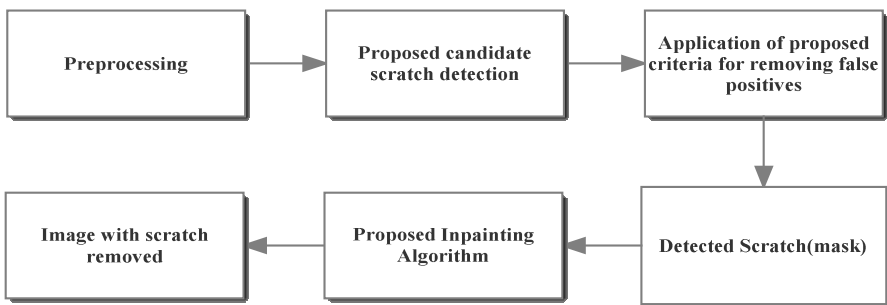 Preprocessing
Proposed candidate
scratch detection
Application of proposed
criteria for removing false
positives
Detected Scratch(mask)
Proposed Inpainting
Algorithm
Image with scratch
removed